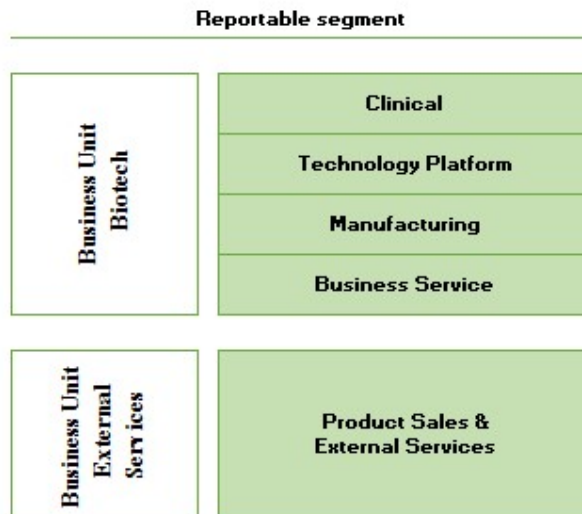 Reportable segment
Business Unit
Biotech
Clinical
Technology Platform
Manufacturing
Business Service
Business Unit
External
Services
Product Sales &
External Services